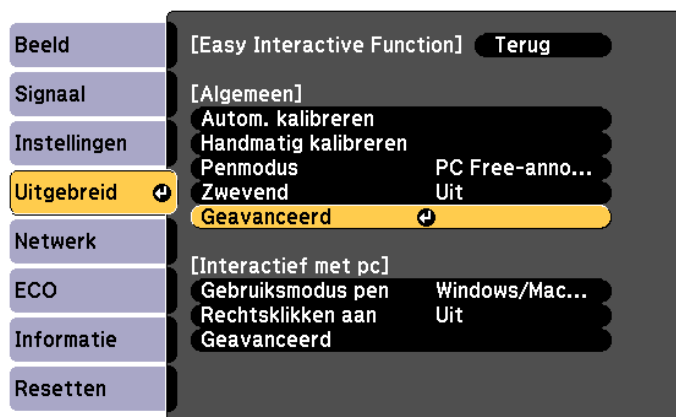 Beeld
Signaal
Instellingen
Uitgebreid
Netwerk
ECO
Informatie
Resetten
[Easy Interactive Function] Terug
[Algemeen]
Autom. kalibreren
Handmatig kalibreren
Penmodus PC Free-anno...
Zwevend Uit
Geavanceerd
[Interactief met pc]
Gebruiksmodus pen Windows/Mac...
Rechtsklikken aan Uit
Geavanceerd